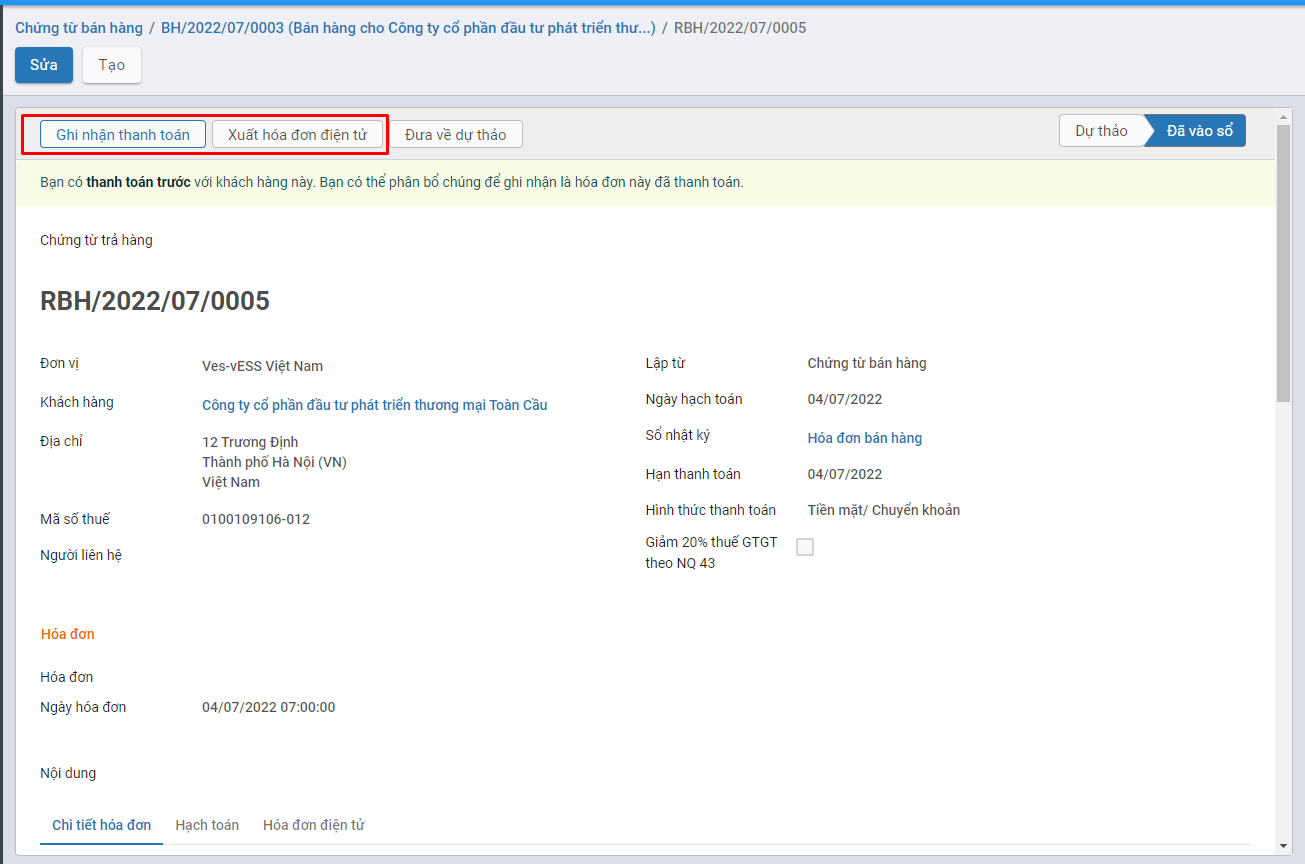 Chứng từ bán hàng / BH/2022/07/0003 (Bán hàng cho Công ty cổ phần đầu tư phát triển thư...) / RBH/2022/07/0005
Sửa Tạo
Ghi nhận thanh toán Xuất hóa đơn điện tử Đưa về dự thảo Dự thảo Đã vào sổ
Bạn có thanh toán trước với khách hàng này. Bạn có thể phân bổ chúng để ghi nhận là hóa đơn này đã thanh toán.
Chứng từ trả hàng
RBH/2022/07/0005
Đơn vị Ves-vESS Việt Nam
Khách hàng Công ty cổ phần đầu tư phát triển thương mại Toàn Cầu
Địa chỉ 12 Trương Định
Thành phố Hà Nội (VN)
Việt Nam
Mã số thuế 0100109106-012
Người liên hệ
Lập từ Chứng từ bán hàng
Ngày hạch toán 04/07/2022
Sổ nhật ký Hóa đơn bán hàng
Hạn thanh toán 04/07/2022
Hình thức thanh toán Tiền mặt/ Chuyển khoản
Giảm 20% thuế GTGT
theo NQ 43
Hóa đơn
Hóa đơn
Ngày hóa đơn 04/07/2022 07:00:00
Nội dung
Chi tiết hóa đơn Hạch toán Hóa đơn điện tử